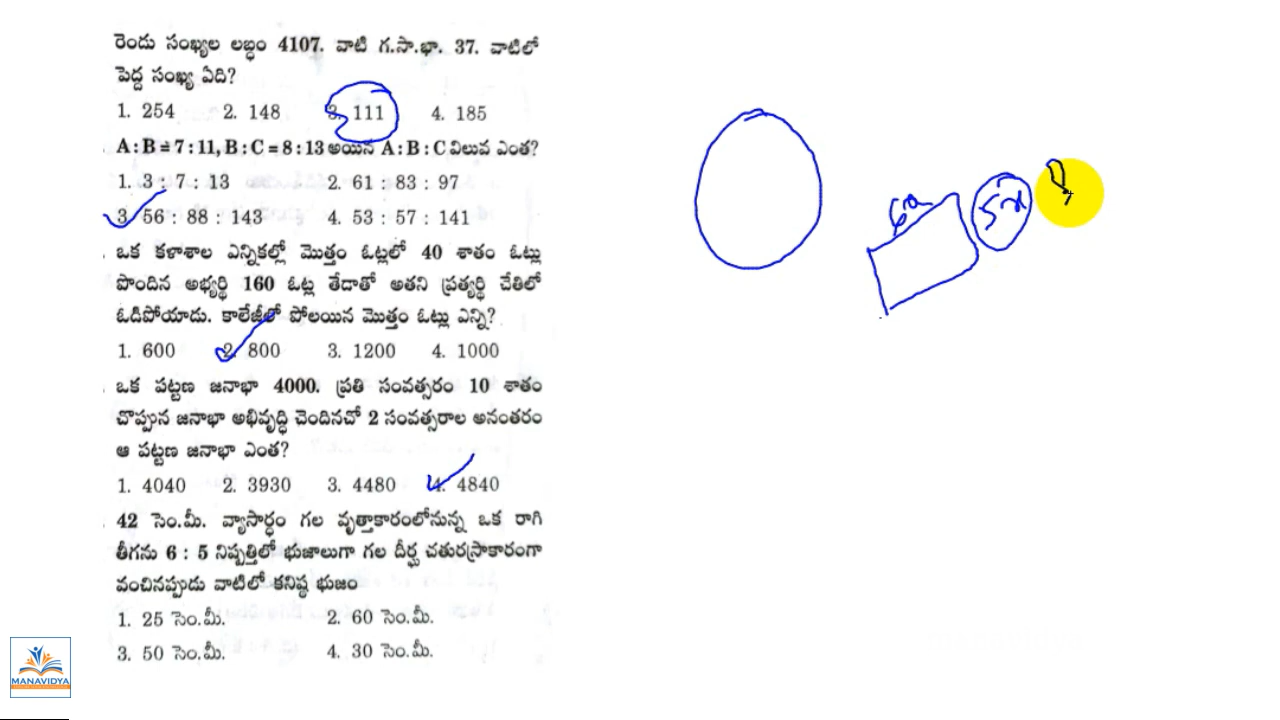 రెండు సంఖ్యల లబ్ధం 4107. వాటి గ.సా.భా. 37. వాటిలో
పెద్ద సంఖ్య ఏది?
1. 254 2. 148 3. 111 4. 185
A : B = 7 : 11, B : C = 8 : 13 అయిన A : B : C విలువ ఎంత?
1. 3 : 7 : 13 2. 61 : 83 : 97
3. 56 : 88 : 143 4. 53 : 57 : 141
ఒక కళాశాల ఎన్నికల్లో మొత్తం ఓట్లలో 40 శాతం ఓట్లు
పొందిన అభ్యర్థి 160 ఓట్ల తేడాతో అతని ప్రత్యర్థి చేతిలో
ఓడిపోయాడు. కాలేజీలో పోలయిన మొత్తం ఓట్లు ఎన్ని?
1. 600 2. 800 3. 1200 4. 1000
ఒక పట్టణ జనాభా 4000. ప్రతి సంవత్సరం 10 శాతం
చొప్పున జనాభా అభివృద్ధి చెందినచో 2 సంవత్సరాల అనంతరం
ఆ పట్టణ జనాభా ఎంత?
1. 4040 2. 3930 3. 4480 4. 4840
42 సెం.మీ. వ్యాసార్ధం గల వృత్తాకారంలోనున్న ఒక రాగి
తీగను 6 : 5 నిష్పత్తిలో భుజాలుగా గల దీర్ఘ చతురస్రాకారంగా
వంచినప్పుడు వాటిలో కనిష్ఠ భుజం
1. 25 సెం.మీ. 2. 60 సెం.మీ.
3. 50 సెం.మీ. 4. 30 సెం.మీ.
6x
5x
MANAVIDYA